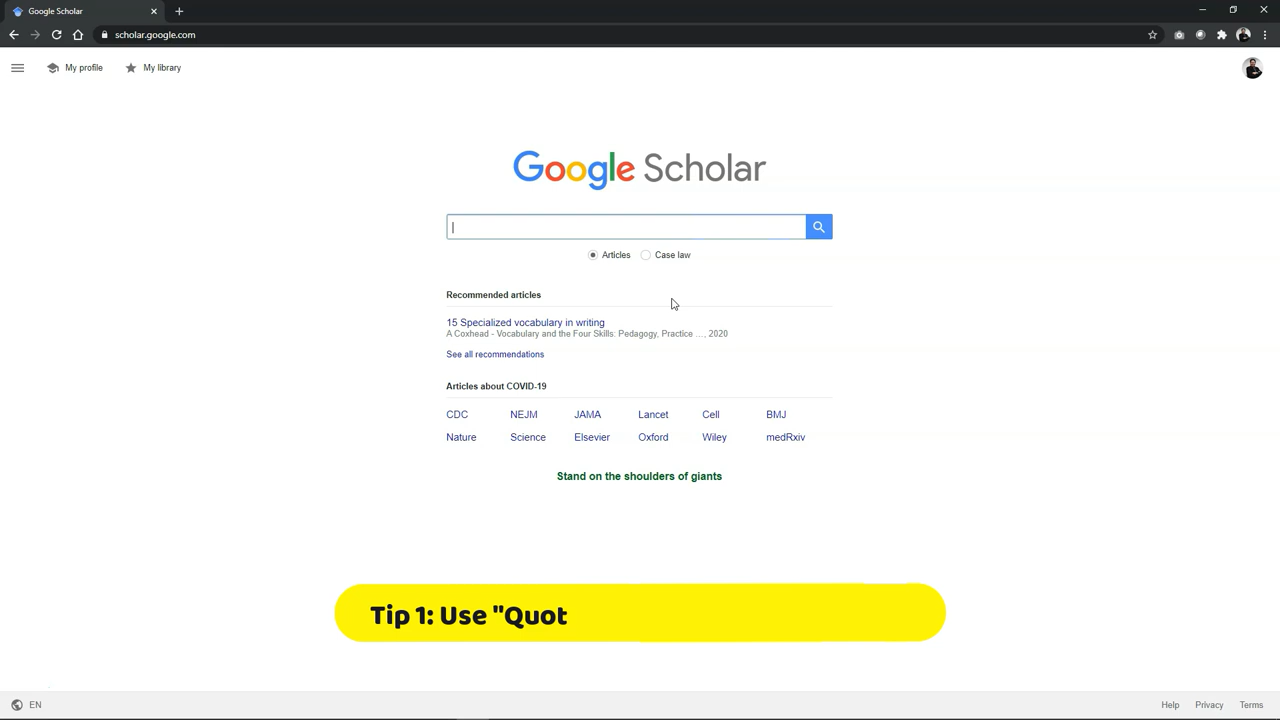 Google Scholar
scholar.google.com
My profile
My library
Google Scholar
Articles
Case law
Recommended articles
15 Specialized vocabulary in writing
A Coxhead - Vocabulary and the Four Skills: Pedagogy, Practice ..., 2020
See all recommendations
Articles about COVID-19
CDC NEJM JAMA Lancet Cell BMJ
Nature Science Elsevier Oxford Wiley medRxiv
Stand on the shoulders of giants
Tip 1: Use "Quot
EN
Help Privacy Terms